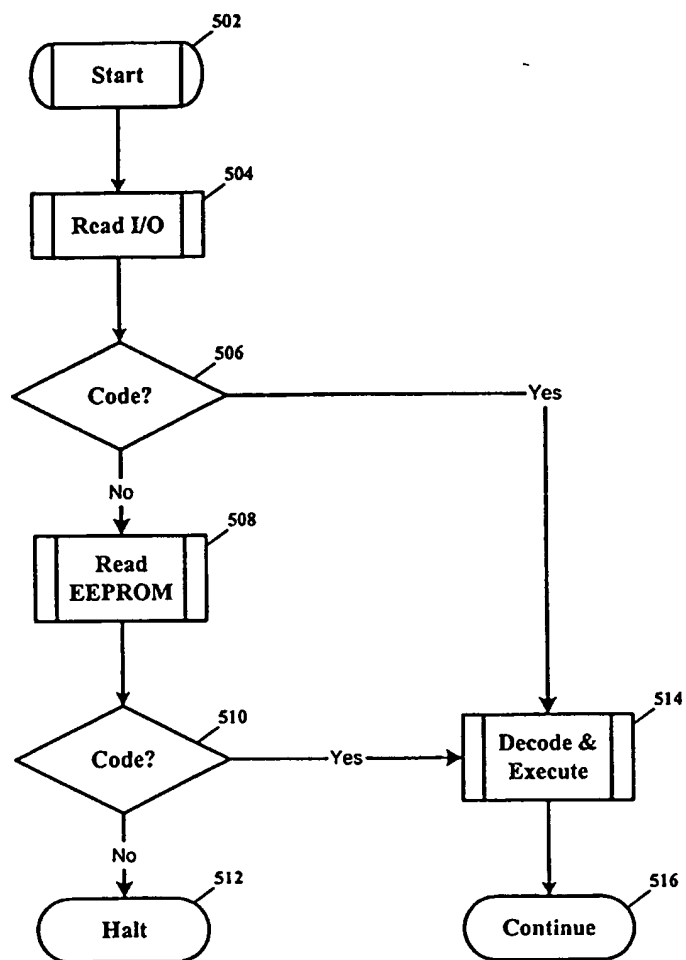 502
Start
504
Read I/O
506
Code?
Yes
No
508
Read
EEPROM
510
Code?
Yes
514
Decode &
Execute
No
512
Halt
516
Continue